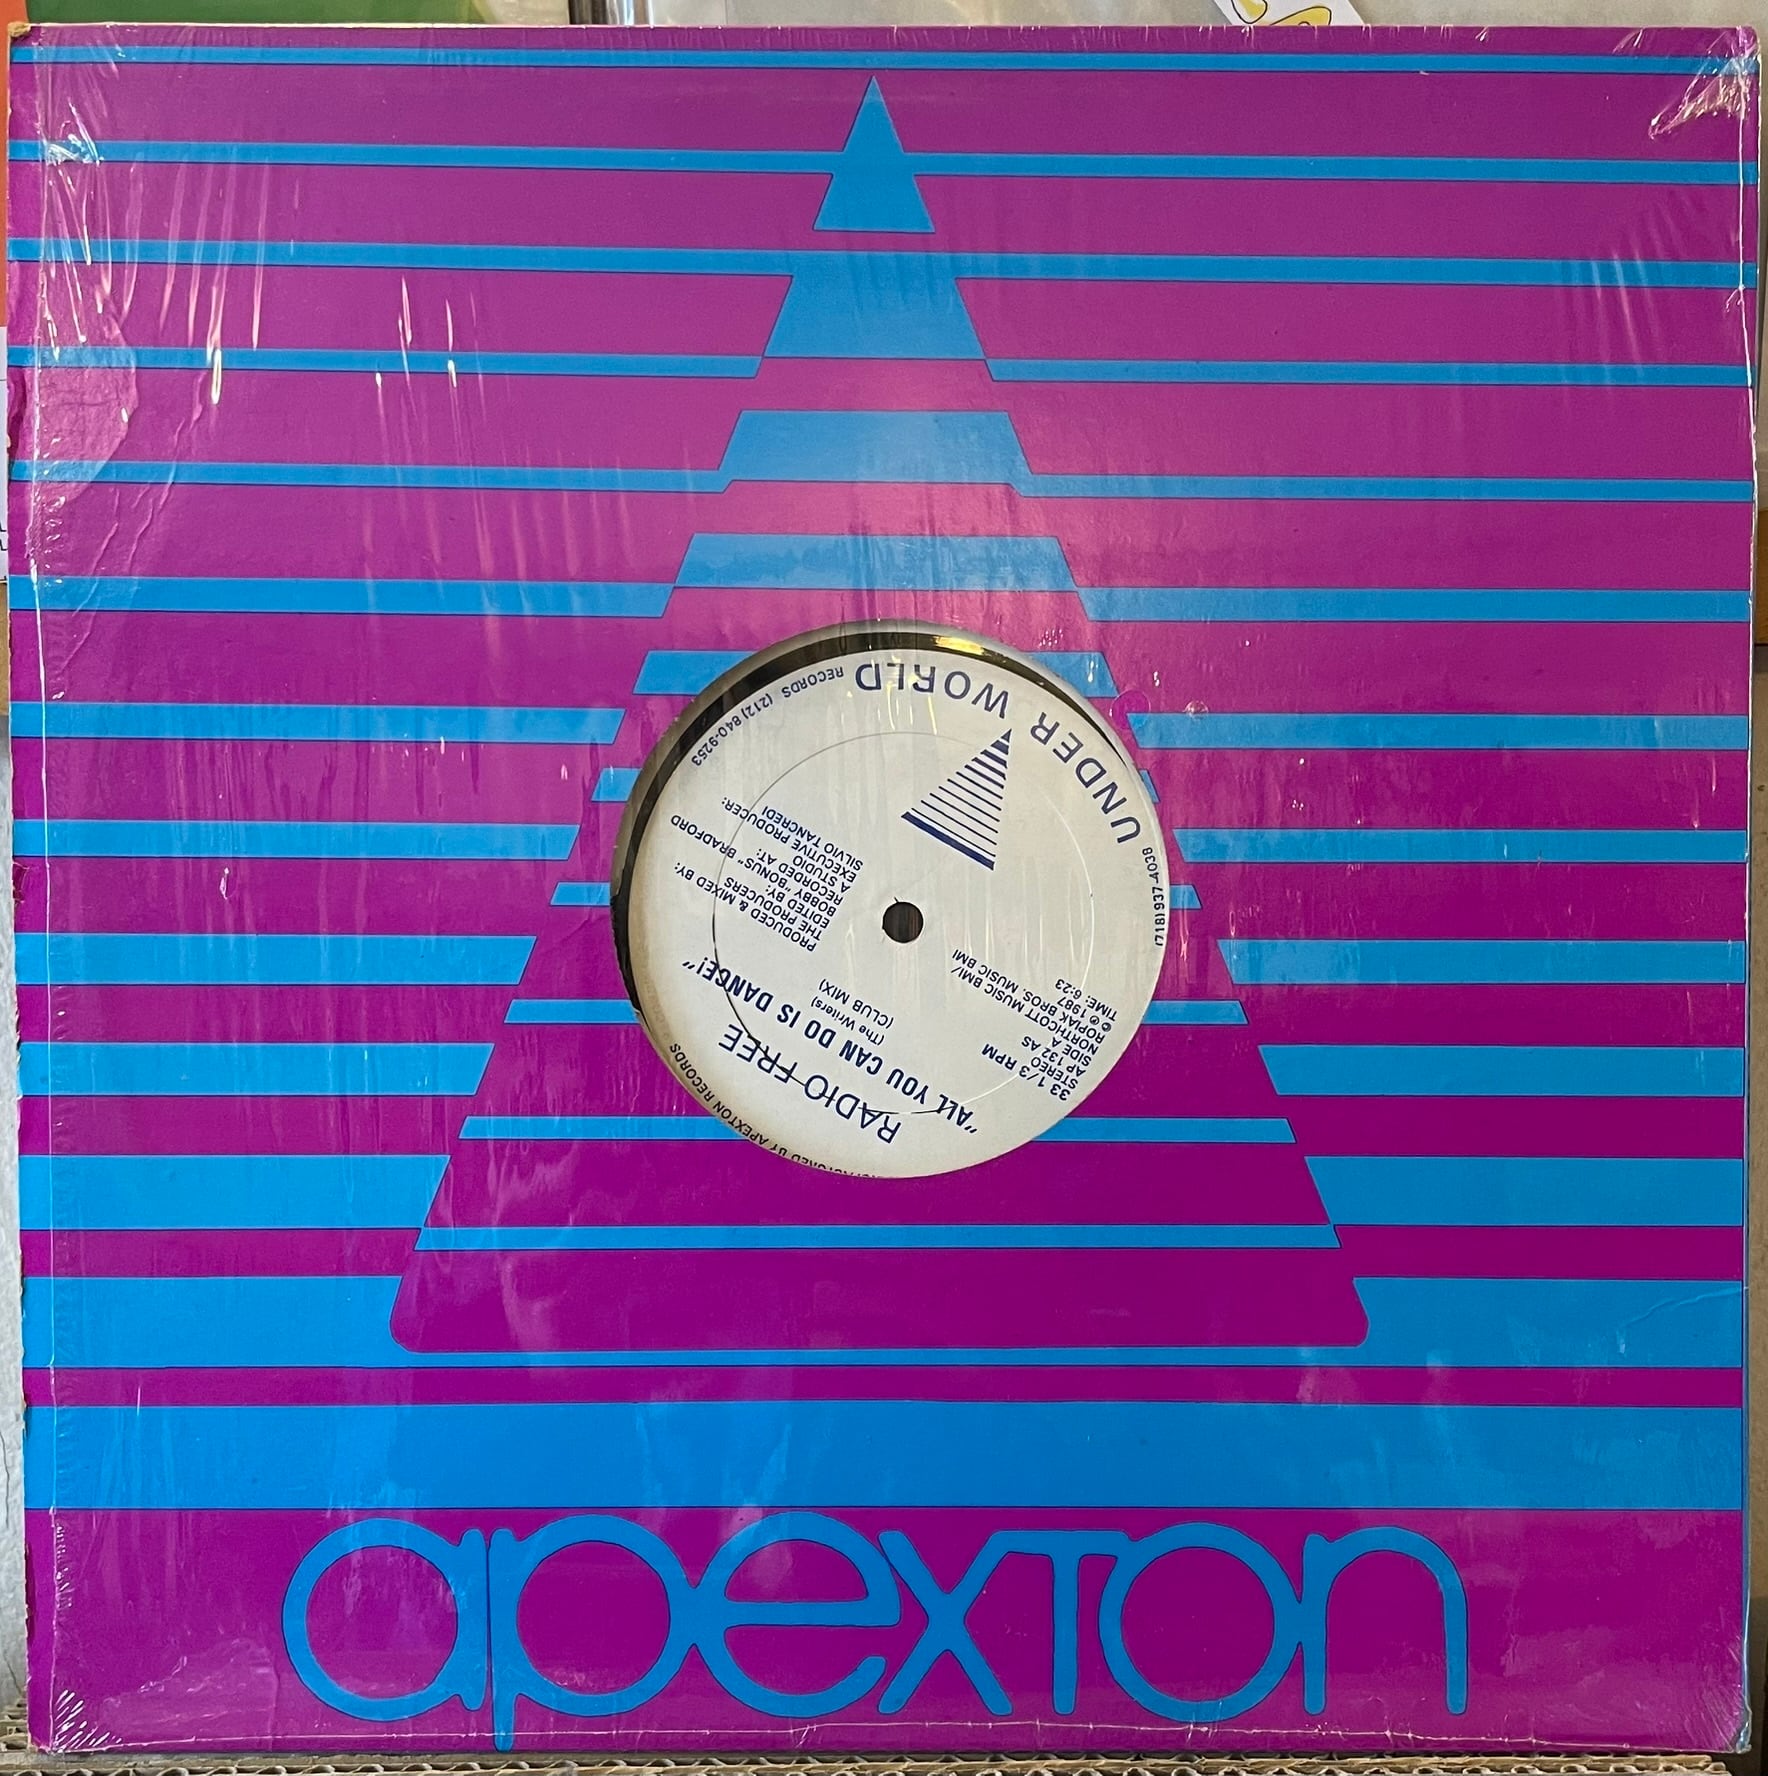 UNDER WORLD RECORDS (212) 840-9253
(718) 937-4038
PRODUCED & MIXED BY:
THE PRODUCERS
EDITED BY:
BOBBY "BONUS" BRADFORD
RECORDED AT:
A STUDIO
EXECUTIVE PRODUCER:
SILVIO TANCREDI
NORTHCOTT MUSIC BMI/
ROPIAK BROS. MUSIC BMI
℗© 1987
TIME: 6:23
SIDE A
AP 132 AS
STEREO
33 1/3 RPM
(CLUB MIX)
(The Writers)
"ALL YOU CAN DO IS DANCE!"
RADIO FREE
BY APEXTON RECORDS
apexton